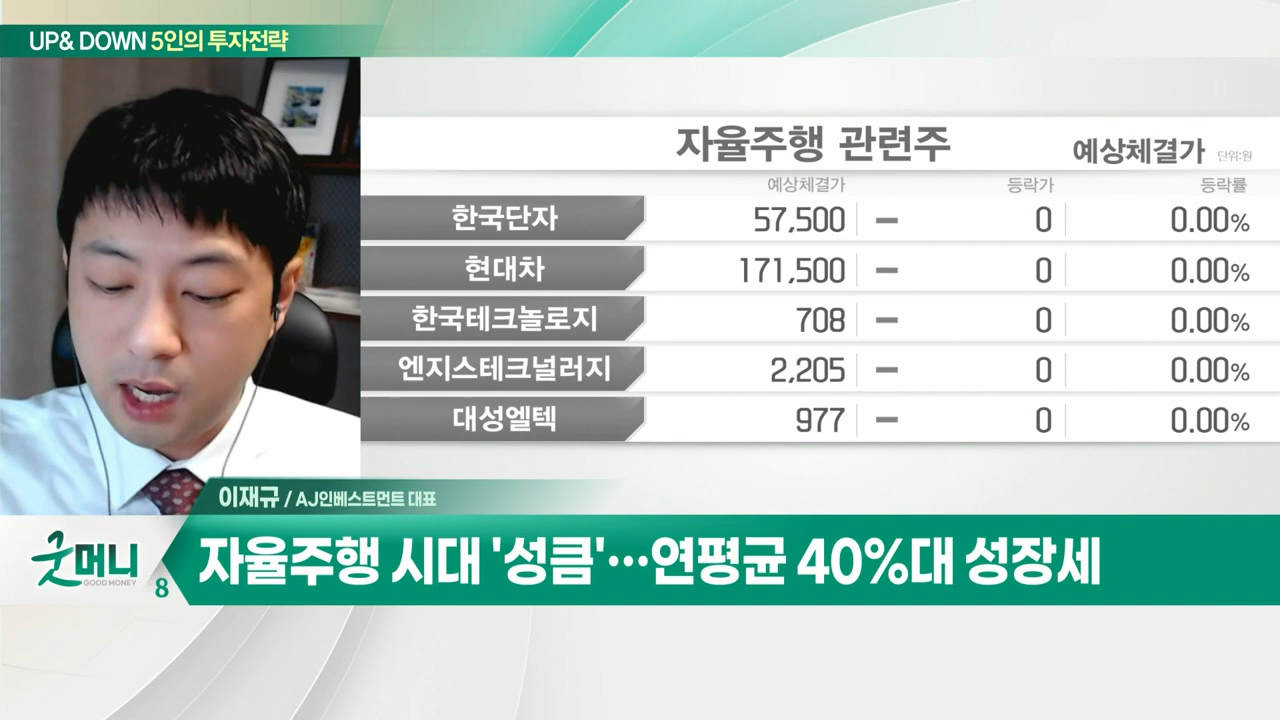 UP& DOWN 5인의 투자전략
자율주행 관련주
예상체결가 단위:원
예상체결가 등락가 등락률
한국단자 57,500 － 0 0.00%
현대차 171,500 － 0 0.00%
한국테크놀로지 708 － 0 0.00%
엔지스테크널러지 2,205 － 0 0.00%
대성엘텍 977 － 0 0.00%
이재규 / AJ인베스트먼트 대표
굿머니
GOOD MONEY
8
자율주행 시대 '성큼'…연평균 40%대 성장세